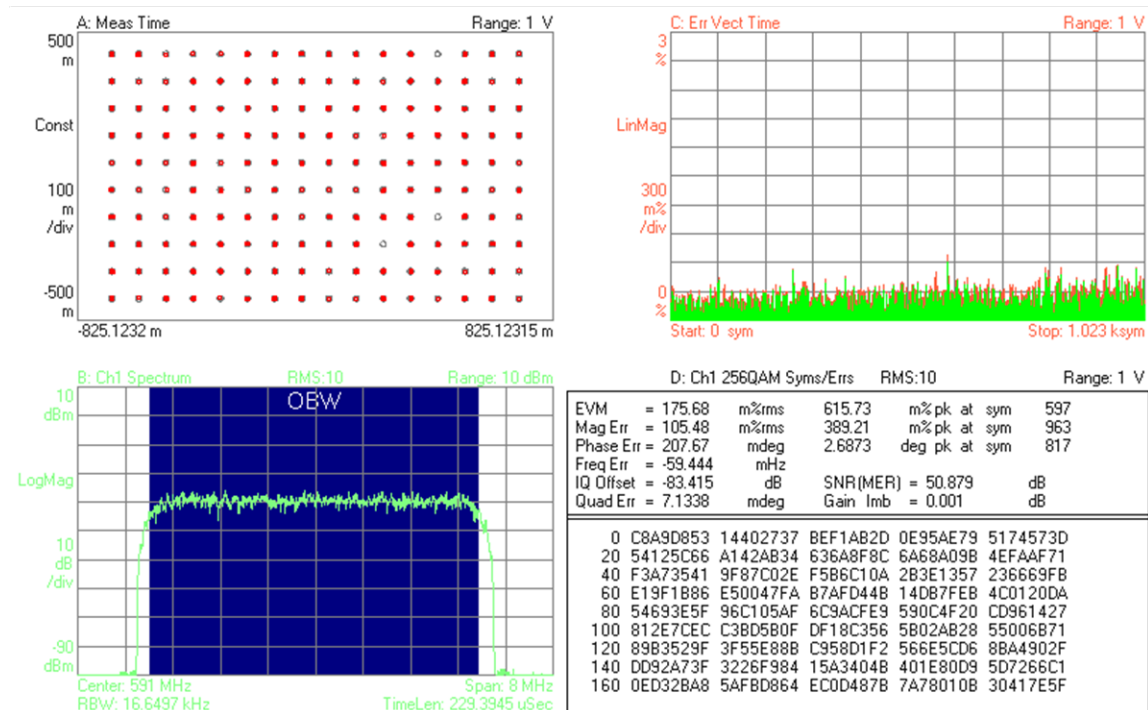 A: Meas Time Range: 1 V
500
m
Const
100
m
/div
-500
m
-825.1232 m 825.12315 m
C: Err Vect Time Range: 1 V
3
%
LinMag
300
m%
/div
0
%
Start: 0 sym Stop: 1.023 ksym
B: Ch1 Spectrum RMS:10 Range: 10 dBm
10
dBm
OBW
LogMag
10
dB
/div
-90
dBm
Center: 591 MHz Span: 8 MHz
RBW: 16.6497 kHz TimeLen: 229.3945 uSec
D: Ch1 256QAM Syms/Errs RMS:10 Range: 1 V
EVM = 175.68 m%rms 615.73 m% pk at sym 597
Mag Err = 105.48 m%rms 389.21 m% pk at sym 963
Phase Err = 207.67 mdeg 2.6873 deg pk at sym 817
Freq Err = -59.444 mHz
IQ Offset = -83.415 dB SNR(MER) = 50.879 dB
Quad Err = 7.1338 mdeg Gain Imb = 0.001 dB
0 C8A9D853 14402737 BEF1AB2D 0E95AE79 5174573D
20 54125C66 A142AB34 636A8F8C 6A68A09B 4EFAAF71
40 F3A73541 9F87C02E F5B6C10A 2B3E1357 236669FB
60 E19F1B86 E50047FA B7AFD44B 14DB7FEB 4C0120DA
80 54693E5F 96C105AF 6C9ACFE9 590C4F20 CD961427
100 812E7CEC C3BD5B0F DF18C356 5B02AB28 55006B71
120 89B3529F 3F55E88B C958D1F2 566E5CD6 8BA4902F
140 DD92A73F 3226F984 15A3404B 401E80D9 5D7266C1
160 0ED32BA8 5AFBD864 EC0D487B 7A78010B 30417E5F